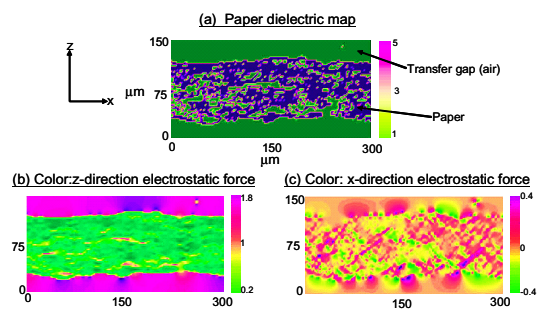 (a) Paper dielectric map
z
x
μm
150
75
0
μm
300
5
3
1
Transfer gap (air)
Paper
(b) Color:z-direction electrostatic force
75
0
0
150
300
1.8
1
0.2
(c) Color: x-direction electrostatic force
150
75
0
0
150
300
0.4
0
-0.4